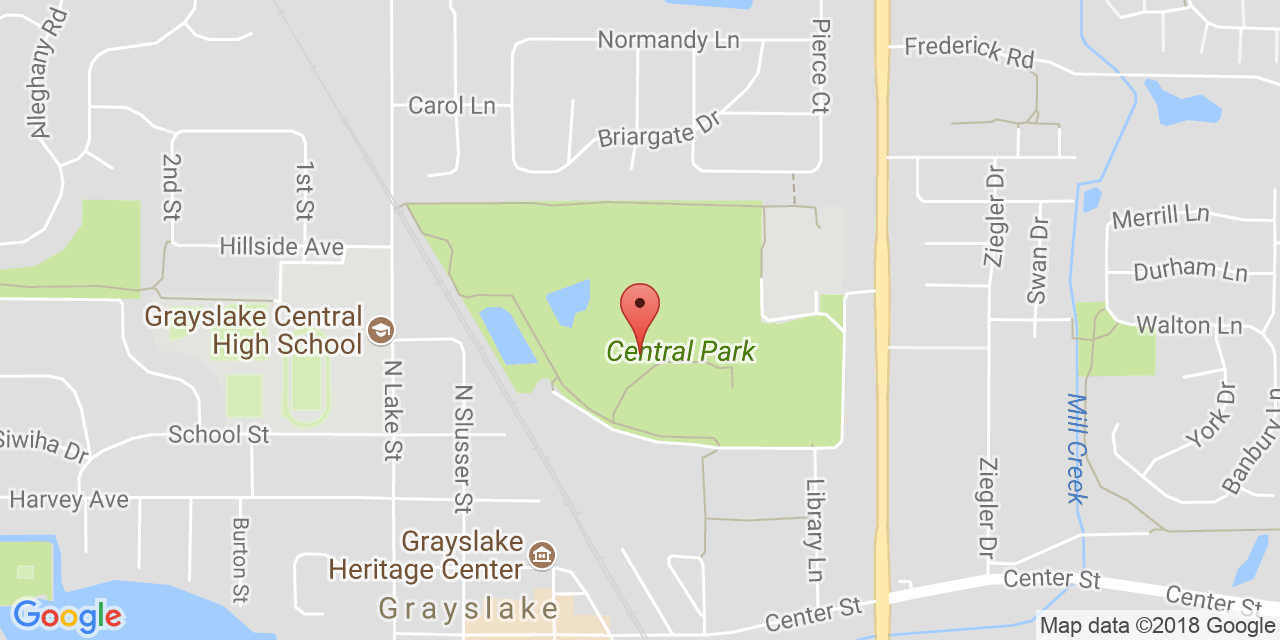 Alleghany Rd
Normandy Ln
Pierce Ct
Frederick Rd
Carol Ln
Briargate Dr
2nd St
1st St
Hillside Ave
Ziegler Dr
Swan Dr
Merrill Ln
Durham Ln
Walton Ln
Grayslake Central
High School
Central Park
N Lake St
N Slusser St
School St
Siwiha Dr
Harvey Ave
Burton St
York Dr
Banbury Ln
Mill Creek
Ziegler Dr
Library Ln
Grayslake
Heritage Center
Grayslake
Center St
Center St
Center St
Google
Map data ©2018 Google